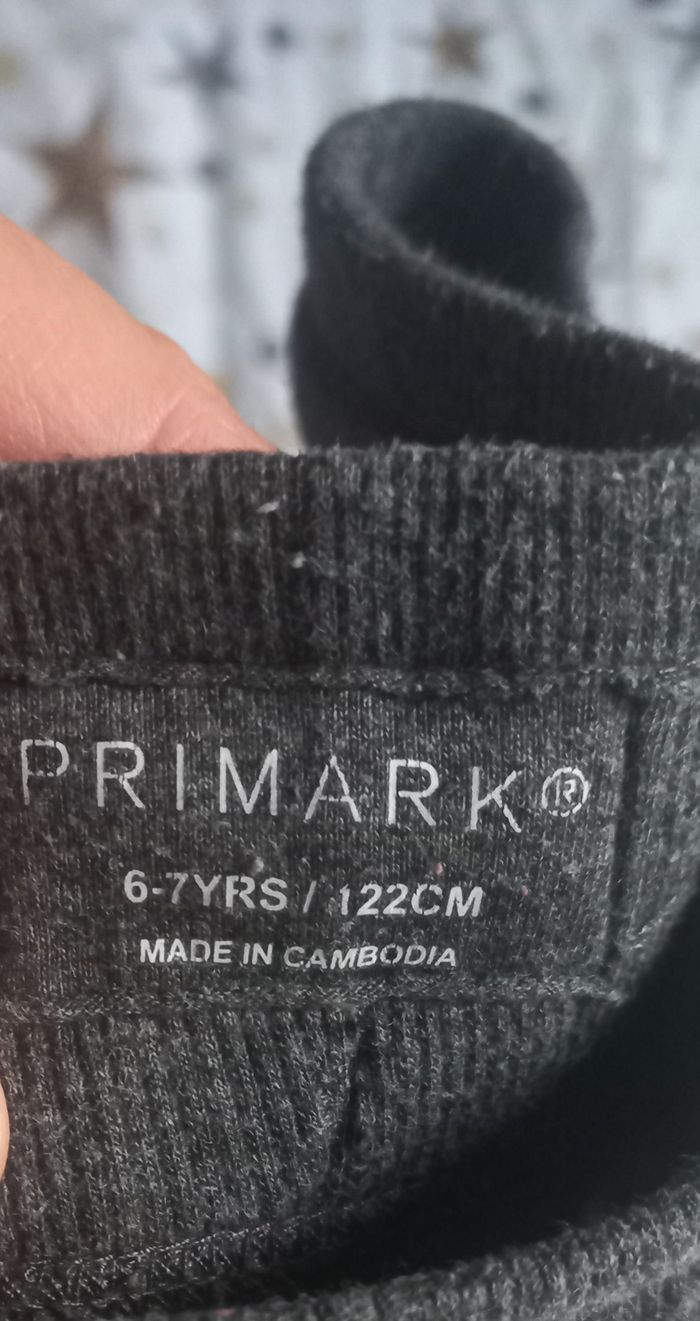 PRIMARK®
6-7YRS / 122CM
MADE IN CAMBODIA